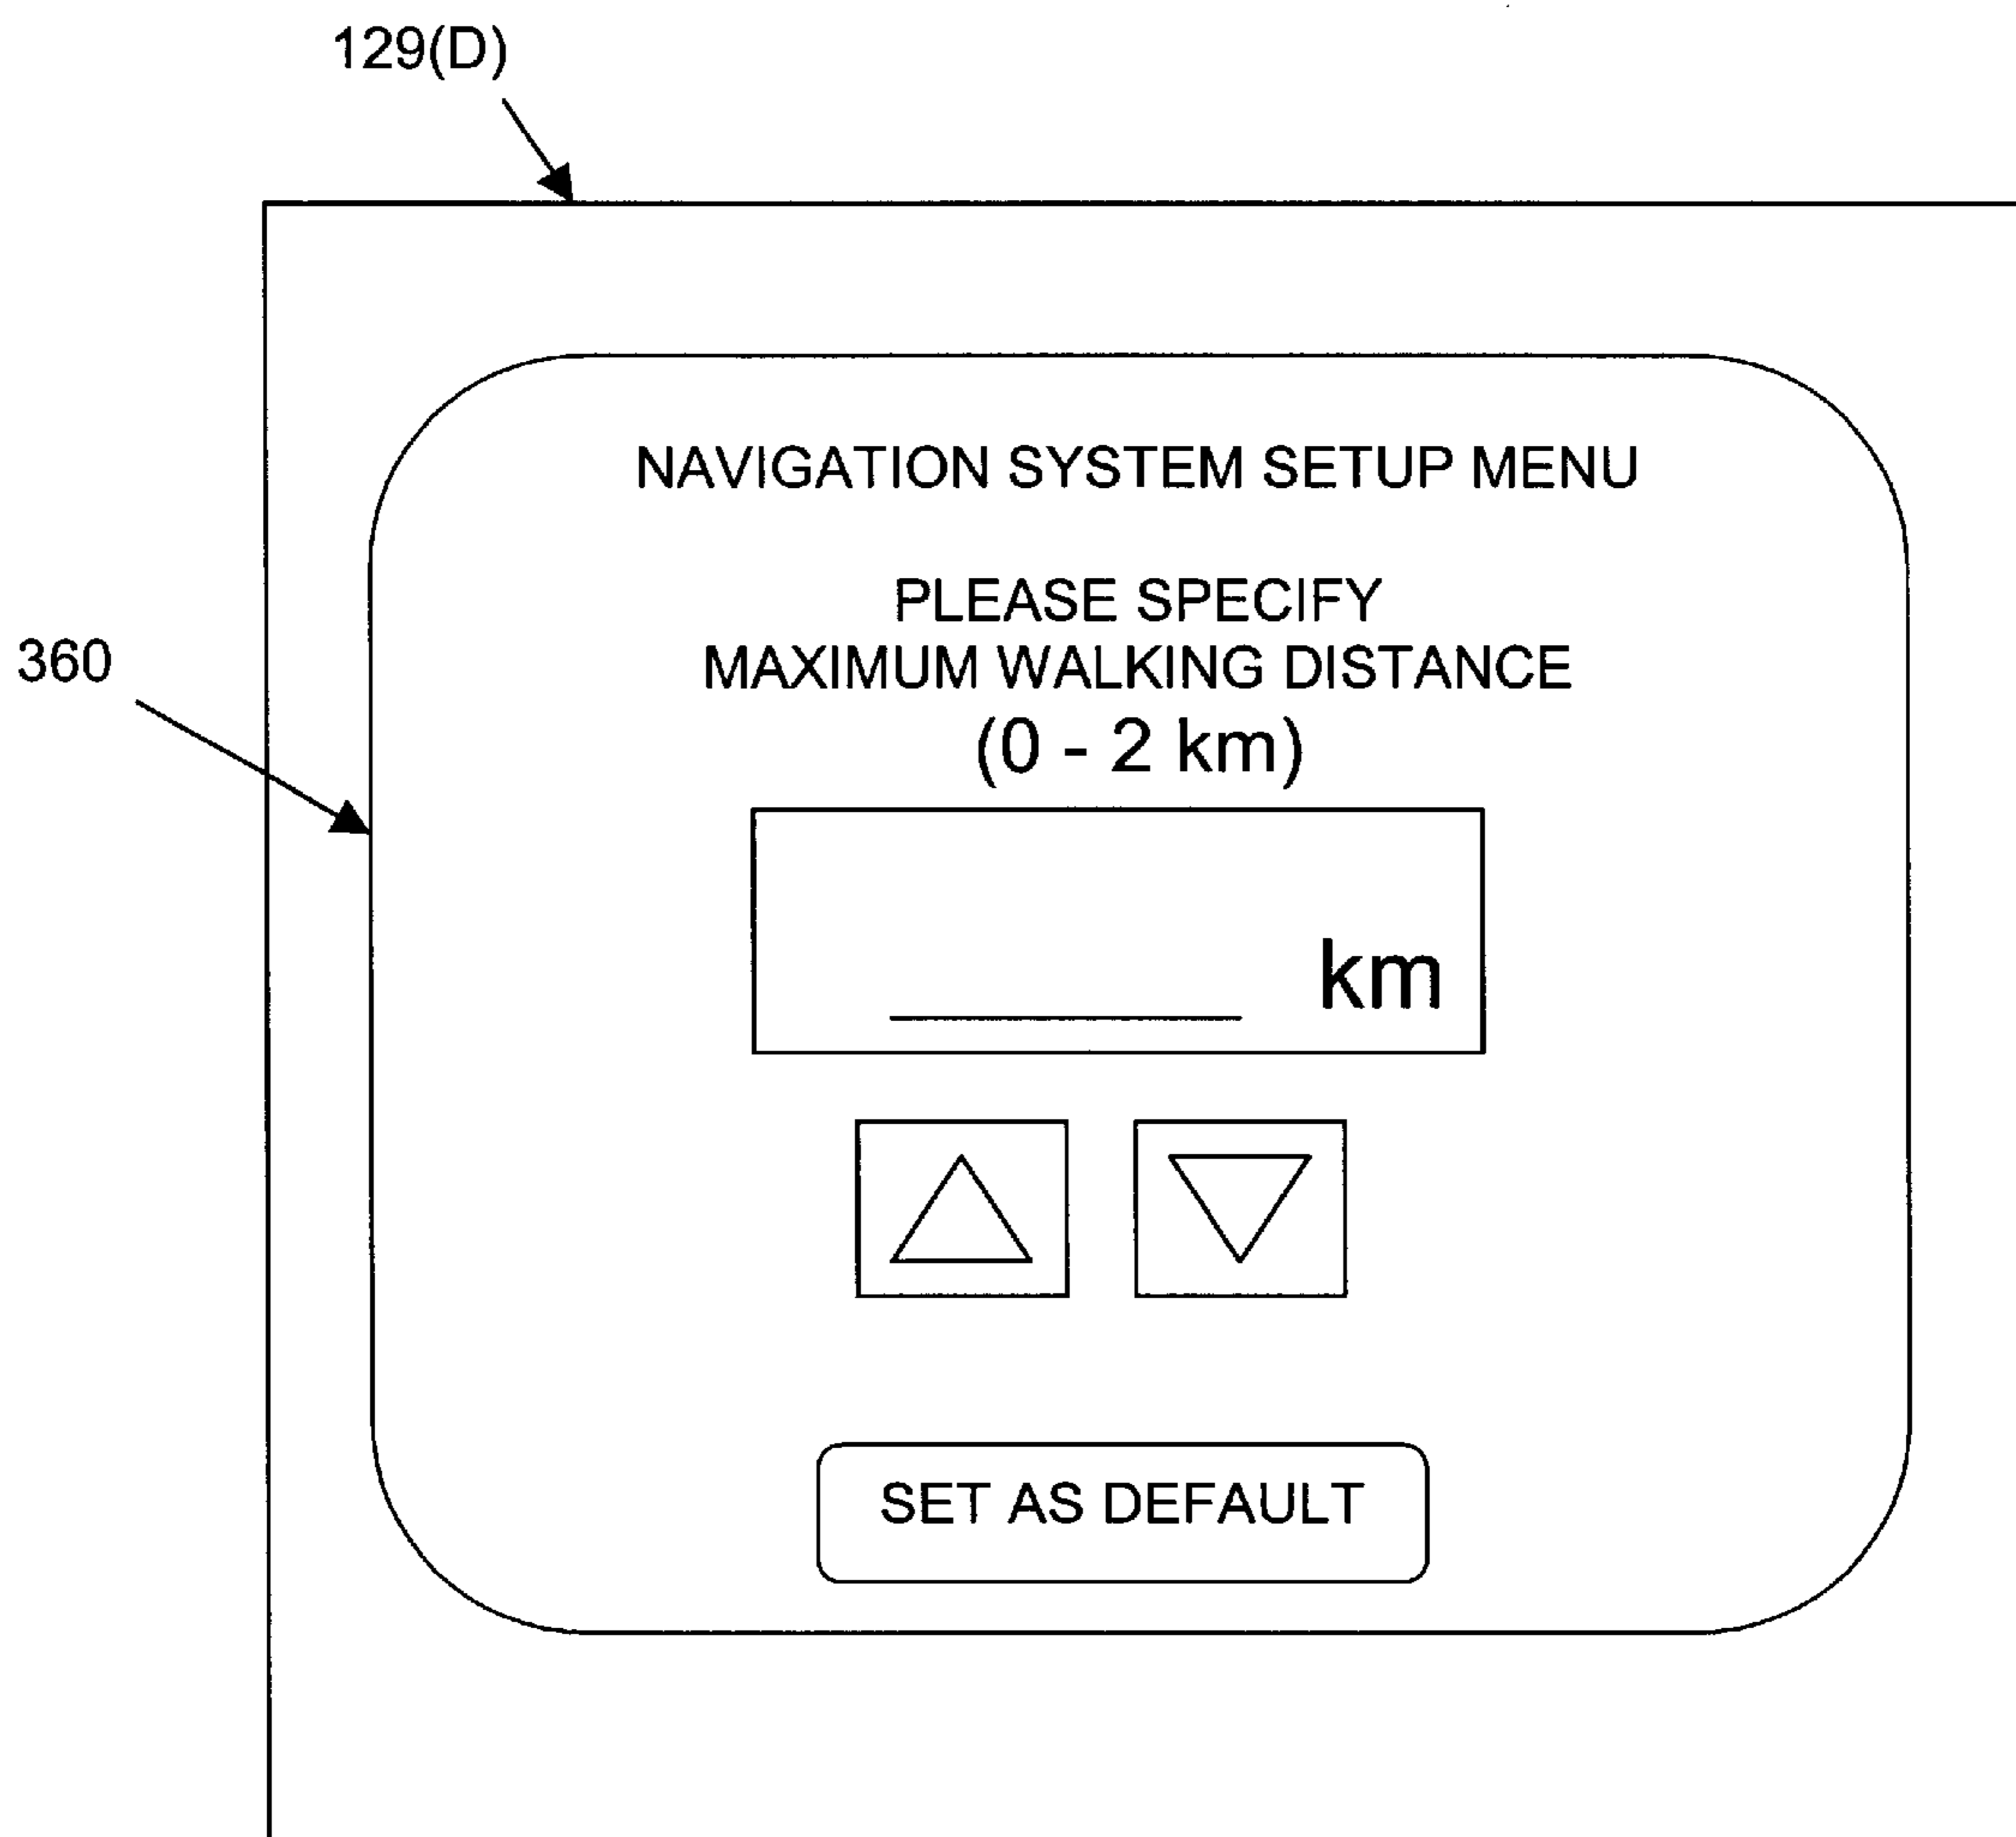 129(D)
NAVIGATION SYSTEM SETUP MENU
PLEASE SPECIFY
MAXIMUM WALKING DISTANCE
(0 - 2 km)
360
km
SET AS DEFAULT